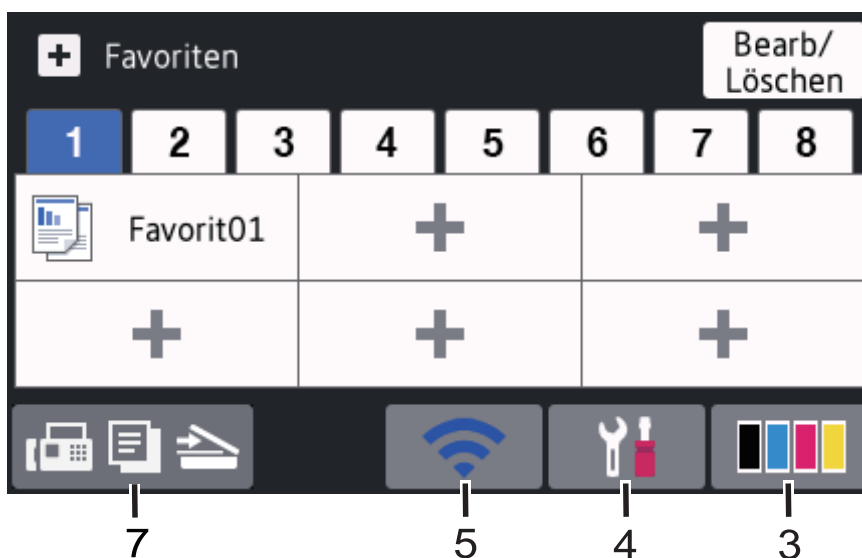 Favoriten
Bearb/
Löschen
1 2 3 4 5 6 7 8
Favorit01
7 5 4 3